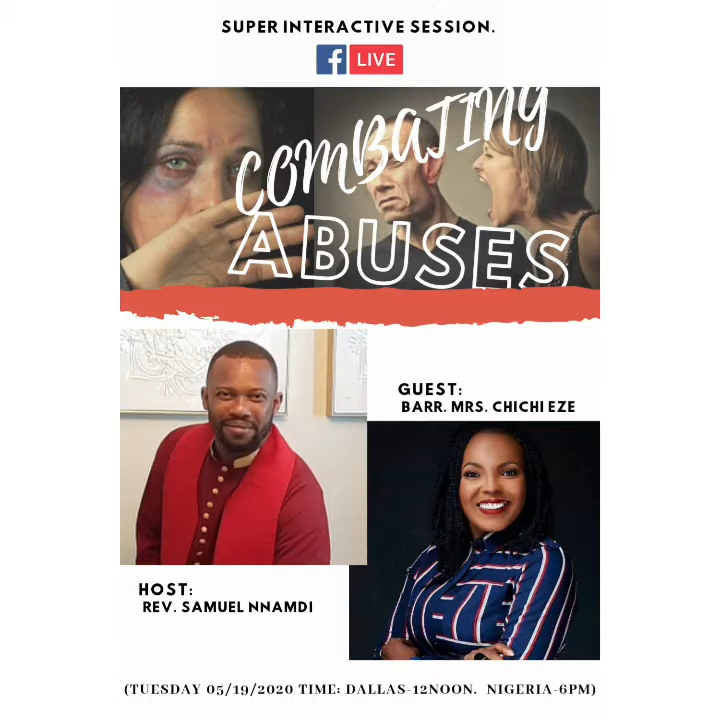 SUPER INTERACTIVE SESSION.
f LIVE
COMBATING
ABUSES
GUEST:
BARR. MRS. CHICHI EZE
HOST:
REV. SAMUEL NNAMDI
(TUESDAY 05/19/2020 TIME: DALLAS-12NOON. NIGERIA-6PM)